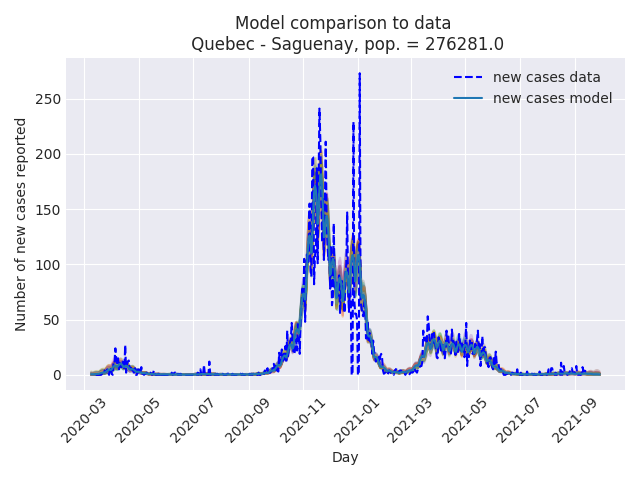 Model comparison to data
Quebec - Saguenay, pop. = 276281.0
new cases data
new cases model
Number of new cases reported
250
200
150
100
50
0
2020-03
2020-05
2020-07
2020-09
2020-11
2021-01
2021-03
2021-05
2021-07
2021-09
Day